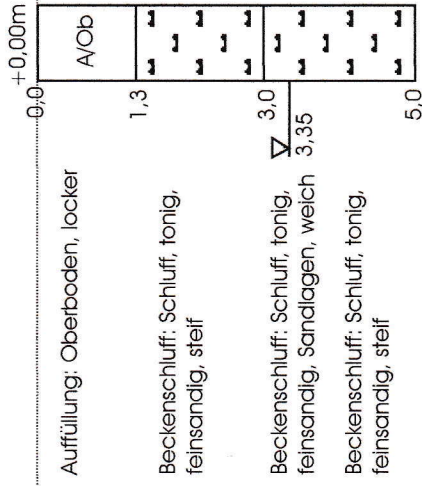 +0,00m
0,0
A/Ob
Auffüllung: Oberboden, locker
1,3
Beckenschluff: Schluff, tonig,
feinsandig, steif
3,0
3,35
Beckenschluff: Schluff, tonig,
feinsandig, Sandlagen, weich
Beckenschluff: Schluff, tonig,
feinsandig, steif
5,0